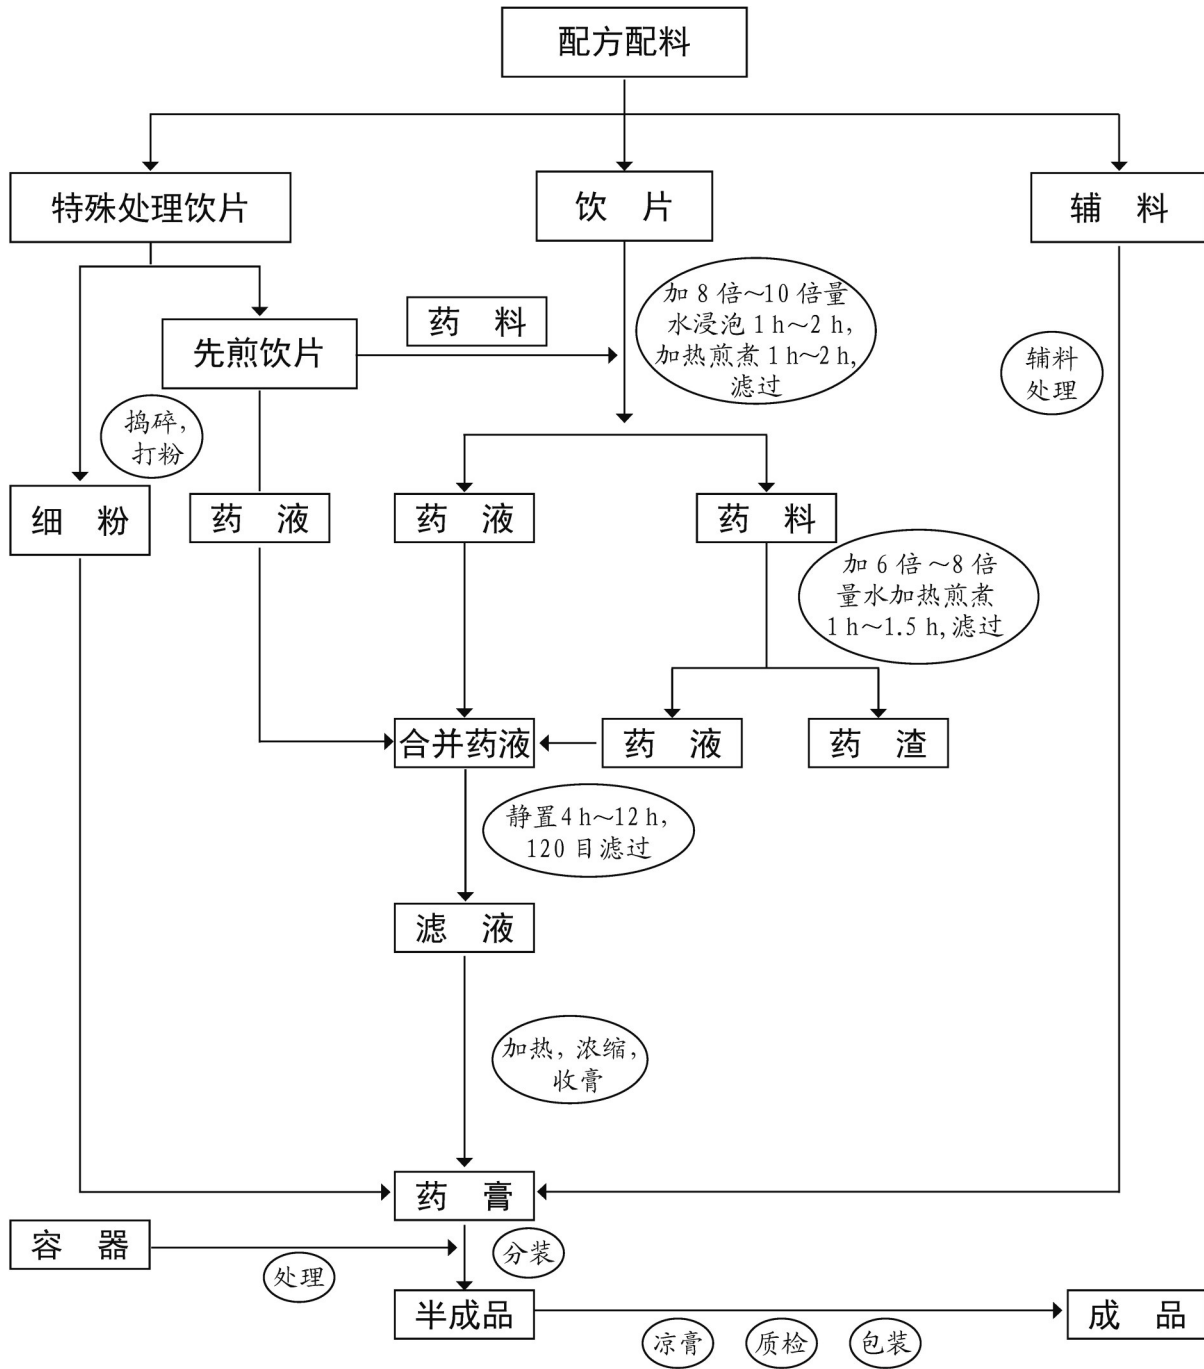 配方配料
特殊处理饮片
饮 片
辅 料
加 8 倍～10 倍量
水浸泡 1 h～2 h,
加热煎煮 1 h～2 h,
滤过
药 料
先煎饮片
辅料
处理
捣碎,
打粉
细 粉
药 液
药 液
药 料
加 6 倍～8 倍
量水加热煎煮
1 h～1.5 h, 滤过
合并药液
药 液
药 渣
静置 4 h～12 h,
120 目滤过
滤 液
加热, 浓缩,
收膏
药 膏
容 器
处理
分装
半成品
成 品
凉膏
质检
包装